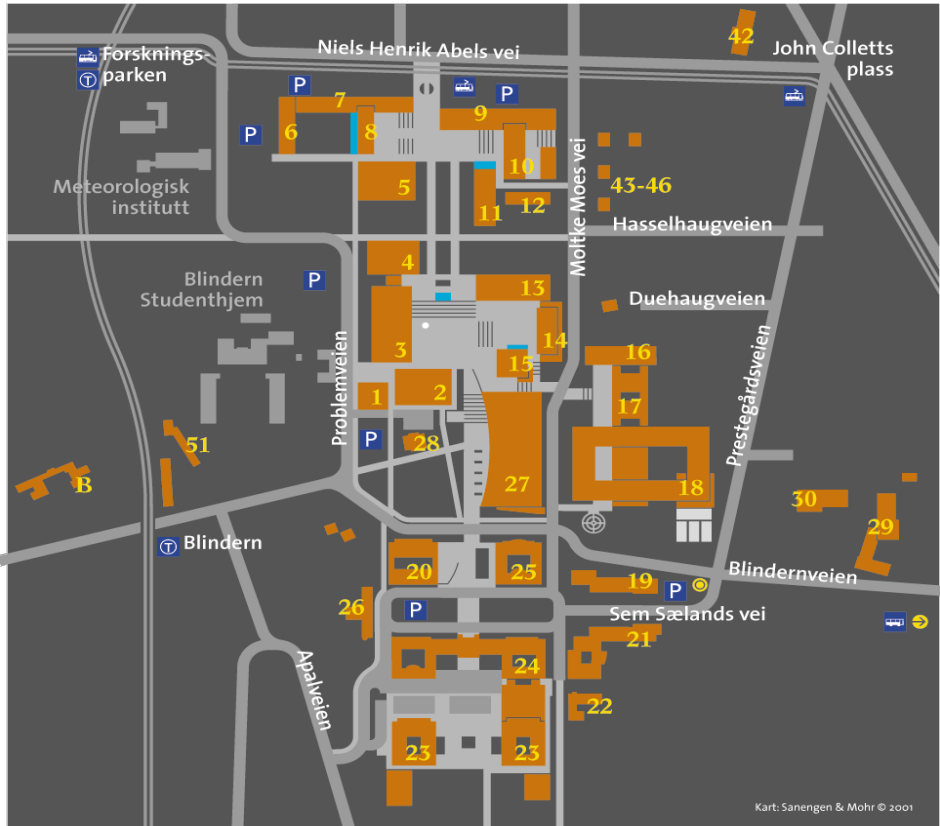 42
Niels Henrik Abels vei
John Colletts
plass
Forsknings-
parken
T
P
P
7
9
6
8
P
10
43-46
Meteorologisk
institutt
5
11
12
Moltke Moes vei
Hasselhaugveien
4
Blindern
Studenthjem
P
13
Duehaugveien
3
14
15
16
Problemveien
1
2
17
Prestegårdsveien
P
28
51
B
27
18
30
29
T
Blindern
20
25
19
P
Blindernveien
26
P
Sem Sælands vei
21
24
Apalveien
22
23
23
Kart: Sanengen & Mohr © 2001